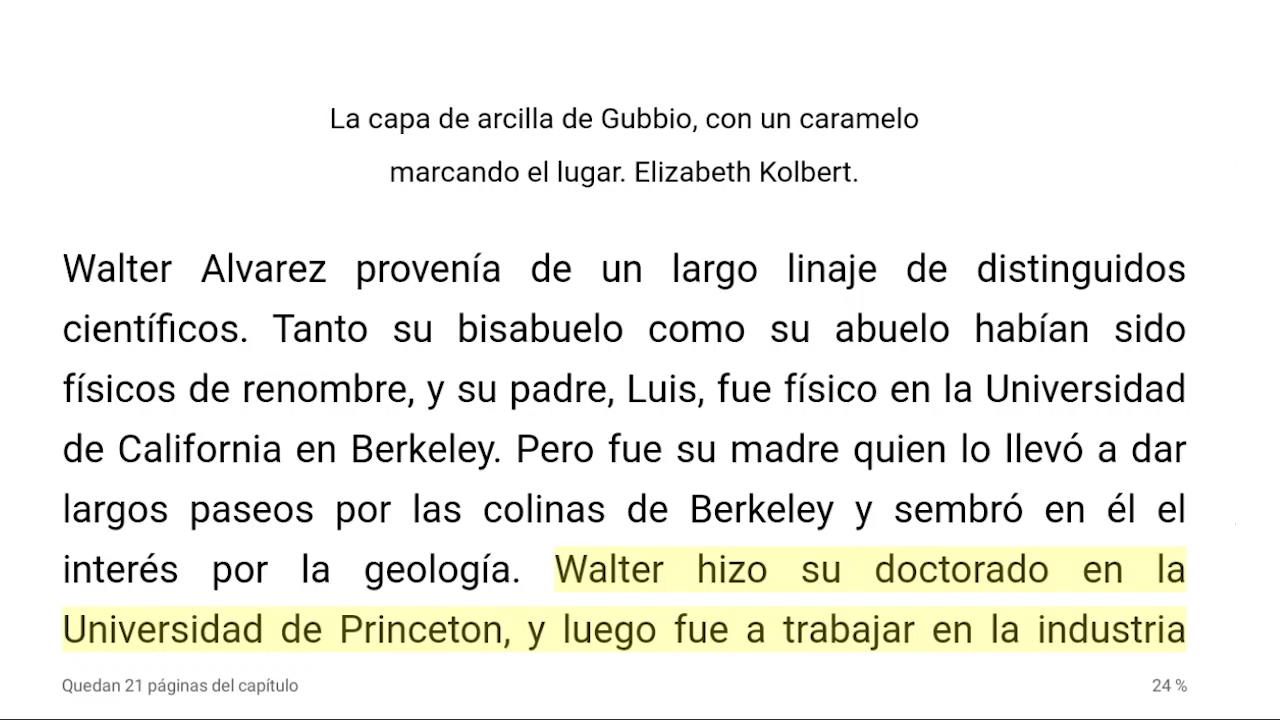 La capa de arcilla de Gubbio, con un caramelo
marcando el lugar. Elizabeth Kolbert.
Walter Alvarez provenía de un largo linaje de distinguidos
científicos. Tanto su bisabuelo como su abuelo habían sido
físicos de renombre, y su padre, Luis, fue físico en la Universidad
de California en Berkeley. Pero fue su madre quien lo llevó a dar
largos paseos por las colinas de Berkeley y sembró en él el
interés por la geología. Walter hizo su doctorado en la
Universidad de Princeton, y luego fue a trabajar en la industria
Quedan 21 páginas del capítulo
24 %